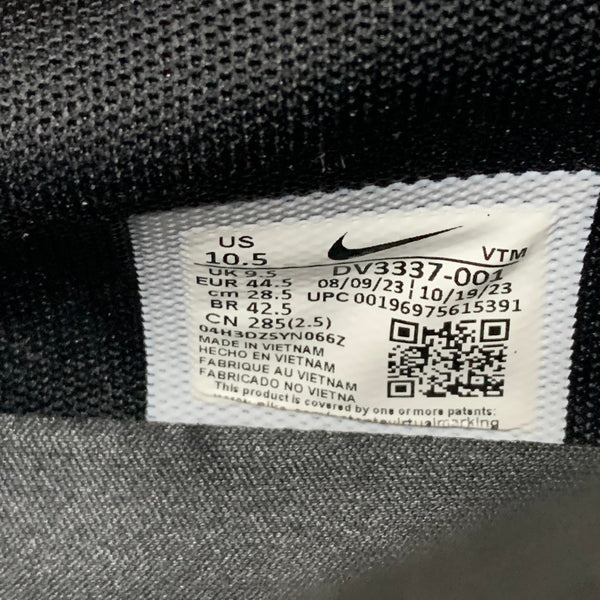 US
10.5
VTM
UK 9.5
DV3337-001
EUR 44.5
08/09/23 | 10/19/23
cm 28.5
UPC 00196975615391
BR 42.5
CN 285(2.5)
04H3DZSYN066Z
MADE IN VIETNAM
HECHO EN VIETNAM
FABRIQUE AU VIETNAM
FABRICADO NO VIETNA
This product is covered by one or more patents:
virtualmarking